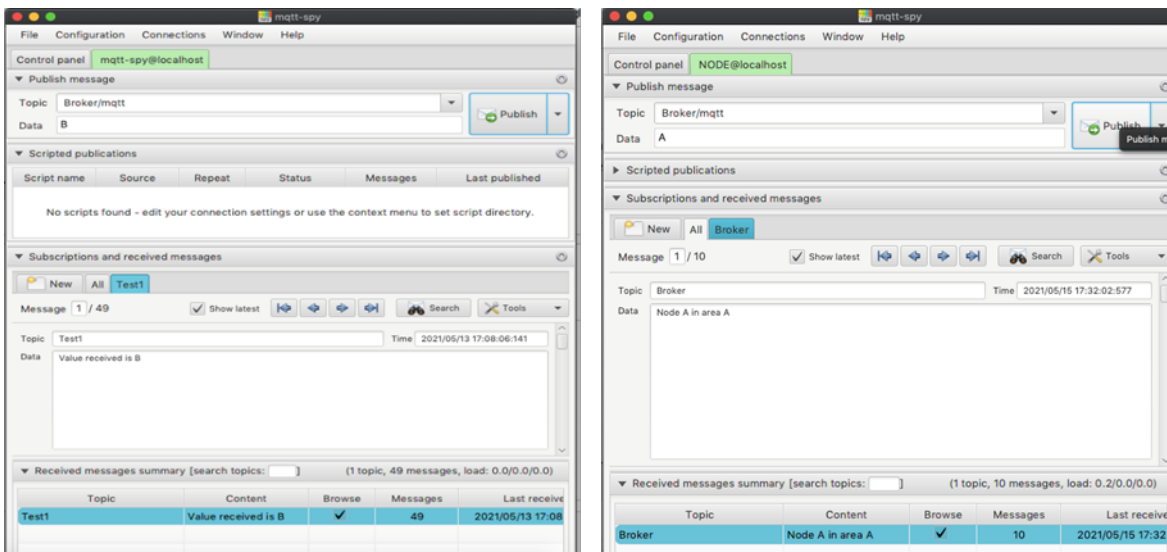 mqtt-spy
File Configuration Connections Window Help
Control panel mqtt-spy@localhost
Publish message
Topic Broker/mqtt
Publish
Data B
Scripted publications
Script name Source Repeat Status Messages Last published
No scripts found - edit your connection settings or use the context menu to set script directory.
Subscriptions and received messages
New All Test1
Message 1 / 49 Show latest Search Tools
Topic Test1 Time 2021/05/13 17:08:06:141
Data Value received is B
Received messages summary [search topics: ] (1 topic, 49 messages, load: 0.0/0.0/0.0)
Topic Content Browse Messages Last receive
Test1 Value received is B 49 2021/05/13 17:08
mqtt-spy
File Configuration Connections Window Help
Control panel NODE@localhost
Publish message
Topic Broker/mqtt
Publish
Data A
Publish m
Scripted publications
Subscriptions and received messages
New All Broker
Message 1 / 10 Show latest Search Tools
Topic Broker Time 2021/05/15 17:32:02:577
Data Node A in area A
Received messages summary [search topics: ] (1 topic, 10 messages, load: 0.2/0.0/0.0)
Topic Content Browse Messages Last receive
Broker Node A in area A 10 2021/05/15 17:32